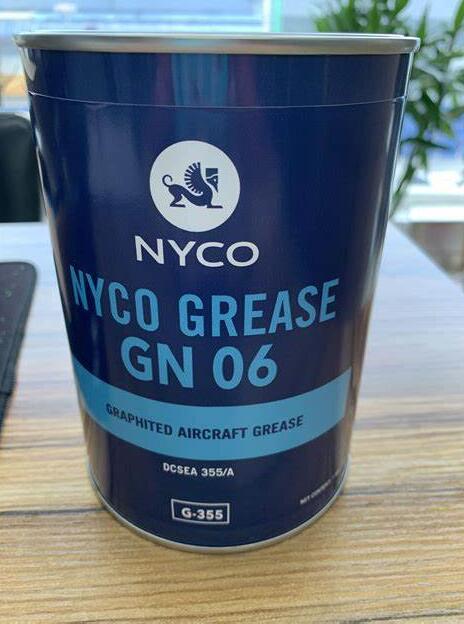 NYCO
NYCO GREASE
GN 06
GRAPHITED AIRCRAFT GREASE
DCSEA 355/A
G-355